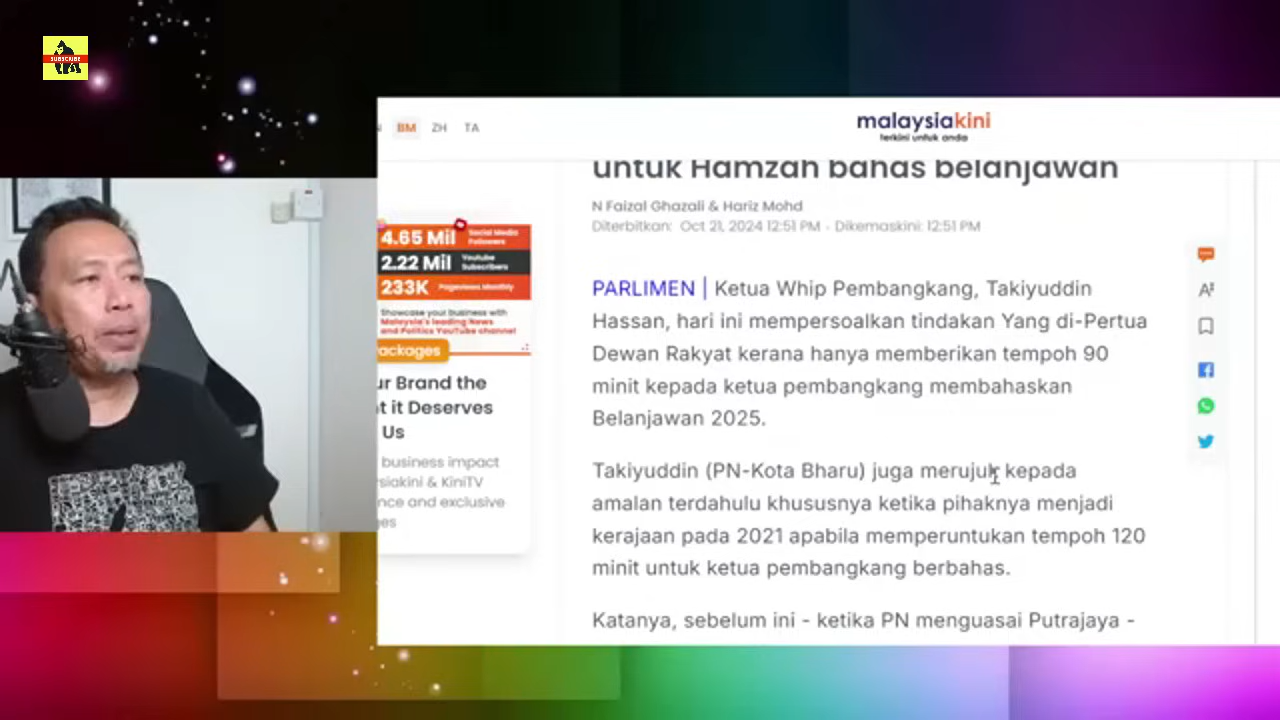 SUBSCRIBE
BM ZH TA
malaysiakini
terkini untuk anda
untuk Hamzah bahas belanjawan
N Faizal Ghazali & Hariz Mohd
Diterbitkan: Oct 21, 2024 12:51 PM - Dikemaskini: 12:51 PM
4.65 Mil Social Media Followers
2.22 Mil Youtube Subscribers
233K Pageviews Monthly
Showcase your business with
Malaysia's leading News
and Politics YouTube channel
ackages
ur Brand the
t it Deserves
Us
business impact
siakini & KiniTV
nce and exclusive
es
PARLIMEN | Ketua Whip Pembangkang, Takiyuddin
Hassan, hari ini mempersoalkan tindakan Yang di-Pertua
Dewan Rakyat kerana hanya memberikan tempoh 90
minit kepada ketua pembangkang membahaskan
Belanjawan 2025.
Takiyuddin (PN-Kota Bharu) juga merujuk kepada
amalan terdahulu khususnya ketika pihaknya menjadi
kerajaan pada 2021 apabila memperuntukan tempoh 120
minit untuk ketua pembangkang berbahas.
Katanya, sebelum ini - ketika PN menguasai Putrajaya -